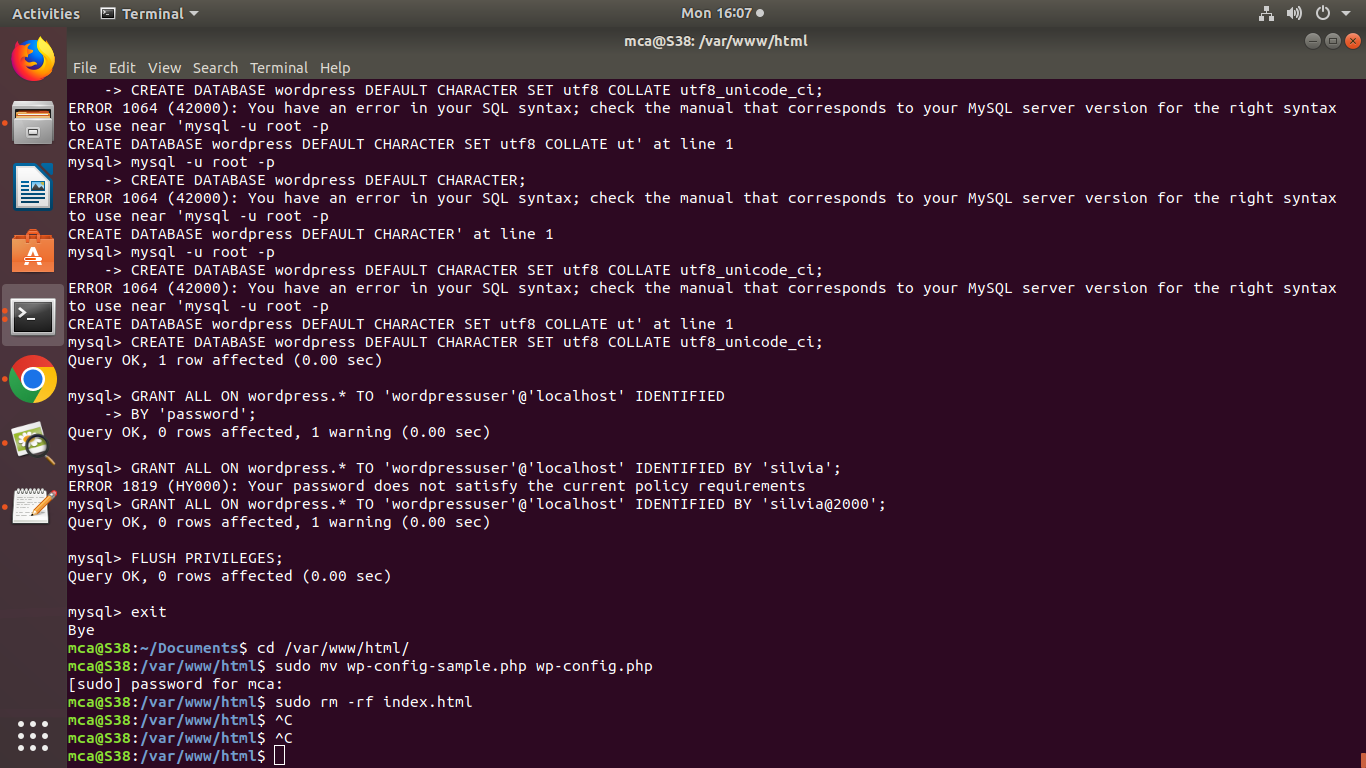 Activities Terminal Mon 16:07
mca@S38: /var/www/html
File Edit View Search Terminal Help
    -> CREATE DATABASE wordpress DEFAULT CHARACTER SET utf8 COLLATE utf8_unicode_ci;
ERROR 1064 (42000): You have an error in your SQL syntax; check the manual that corresponds to your MySQL server version for the right syntax
to use near 'mysql -u root -p
CREATE DATABASE wordpress DEFAULT CHARACTER SET utf8 COLLATE ut' at line 1
mysql> mysql -u root -p
    -> CREATE DATABASE wordpress DEFAULT CHARACTER;
ERROR 1064 (42000): You have an error in your SQL syntax; check the manual that corresponds to your MySQL server version for the right syntax
to use near 'mysql -u root -p
CREATE DATABASE wordpress DEFAULT CHARACTER' at line 1
mysql> mysql -u root -p
    -> CREATE DATABASE wordpress DEFAULT CHARACTER SET utf8 COLLATE utf8_unicode_ci;
ERROR 1064 (42000): You have an error in your SQL syntax; check the manual that corresponds to your MySQL server version for the right syntax
to use near 'mysql -u root -p
CREATE DATABASE wordpress DEFAULT CHARACTER SET utf8 COLLATE ut' at line 1
mysql> CREATE DATABASE wordpress DEFAULT CHARACTER SET utf8 COLLATE utf8_unicode_ci;
Query OK, 1 row affected (0.00 sec)

mysql> GRANT ALL ON wordpress.* TO 'wordpressuser'@'localhost' IDENTIFIED
    -> BY 'password';
Query OK, 0 rows affected, 1 warning (0.00 sec)

mysql> GRANT ALL ON wordpress.* TO 'wordpressuser'@'localhost' IDENTIFIED BY 'silvia';
ERROR 1819 (HY000): Your password does not satisfy the current policy requirements
mysql> GRANT ALL ON wordpress.* TO 'wordpressuser'@'localhost' IDENTIFIED BY 'silvia@2000';
Query OK, 0 rows affected, 1 warning (0.00 sec)

mysql> FLUSH PRIVILEGES;
Query OK, 0 rows affected (0.00 sec)

mysql> exit
Bye
mca@S38:~/Documents$ cd /var/www/html/
mca@S38:/var/www/html$ sudo mv wp-config-sample.php wp-config.php
[sudo] password for mca:
mca@S38:/var/www/html$ sudo rm -rf index.html
mca@S38:/var/www/html$ ^C
mca@S38:/var/www/html$ ^C
mca@S38:/var/www/html$